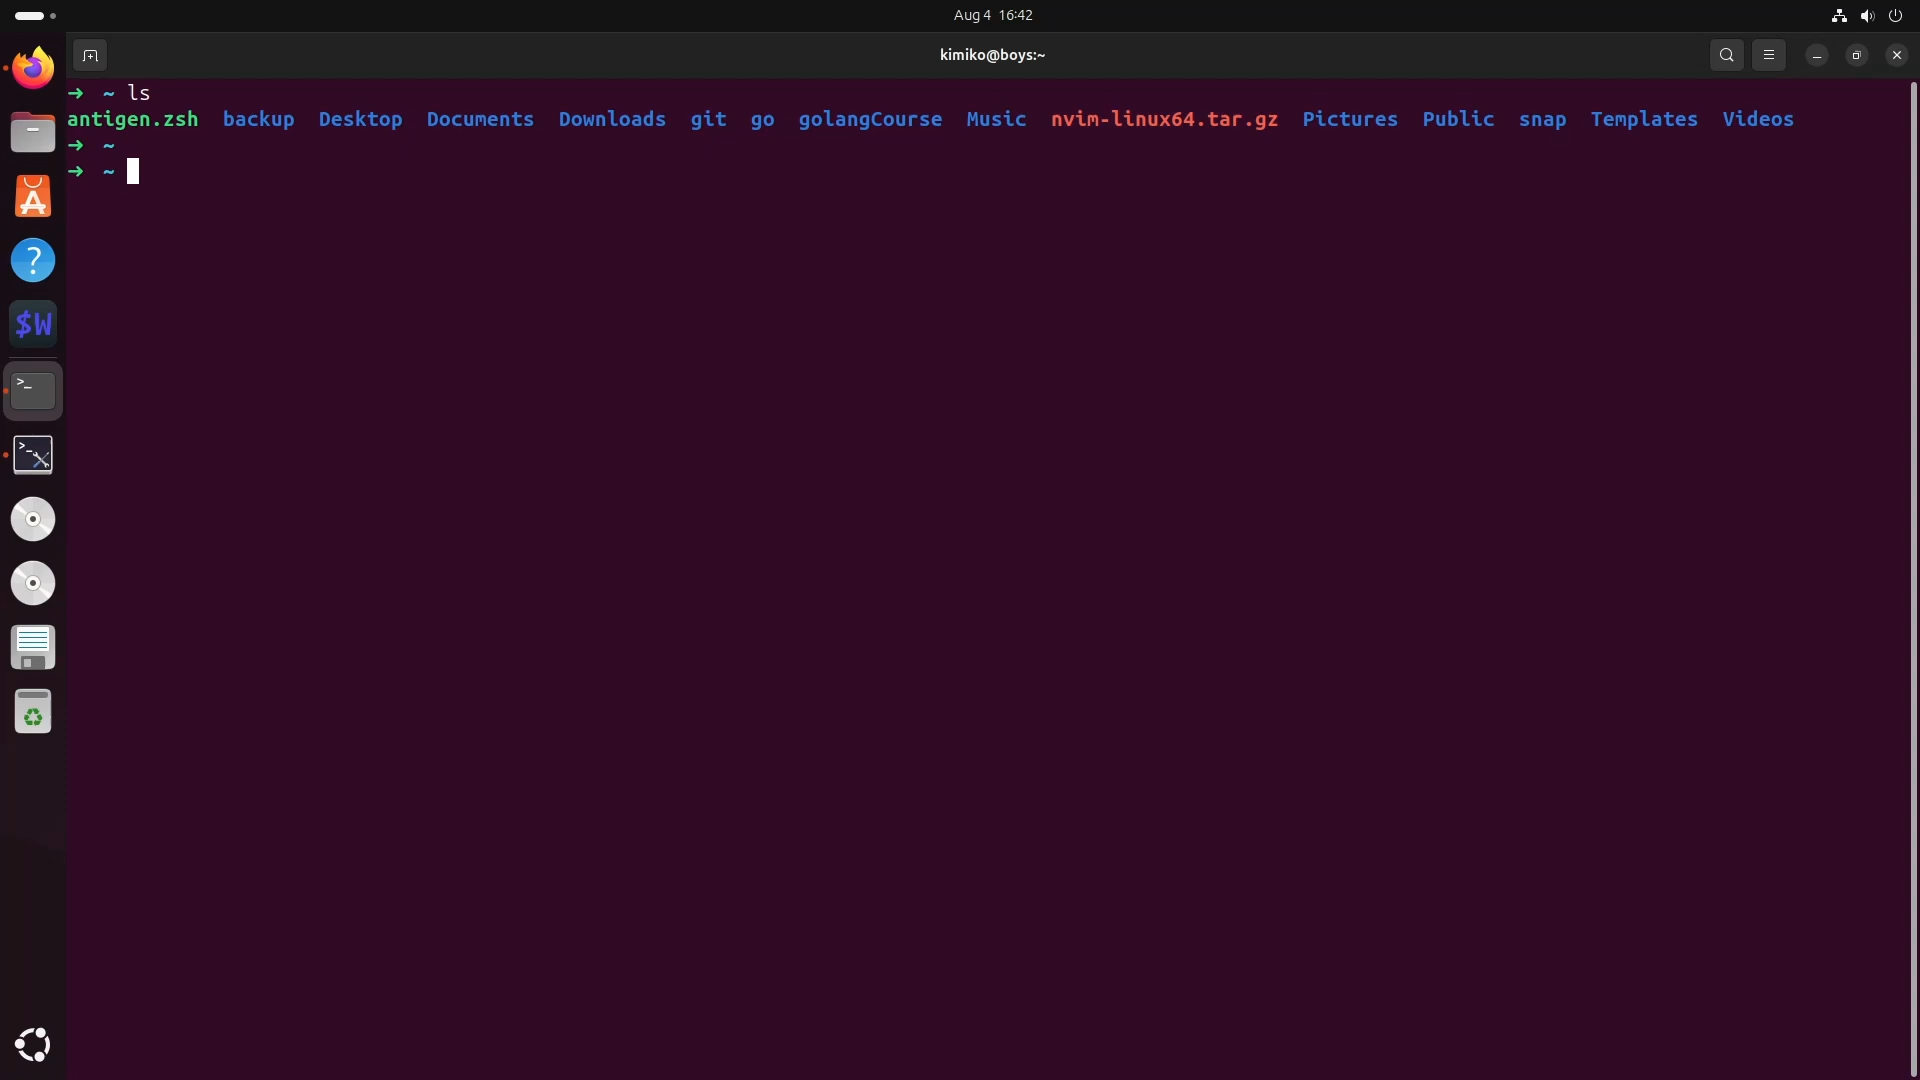 Aug 4 16:42
kimiko@boys:~
➜ ~ ls
antigen.zsh backup Desktop Documents Downloads git go golangCourse Music nvim-linux64.tar.gz Pictures Public snap Templates Videos
➜ ~
➜ ~
?
$W
>_
>_